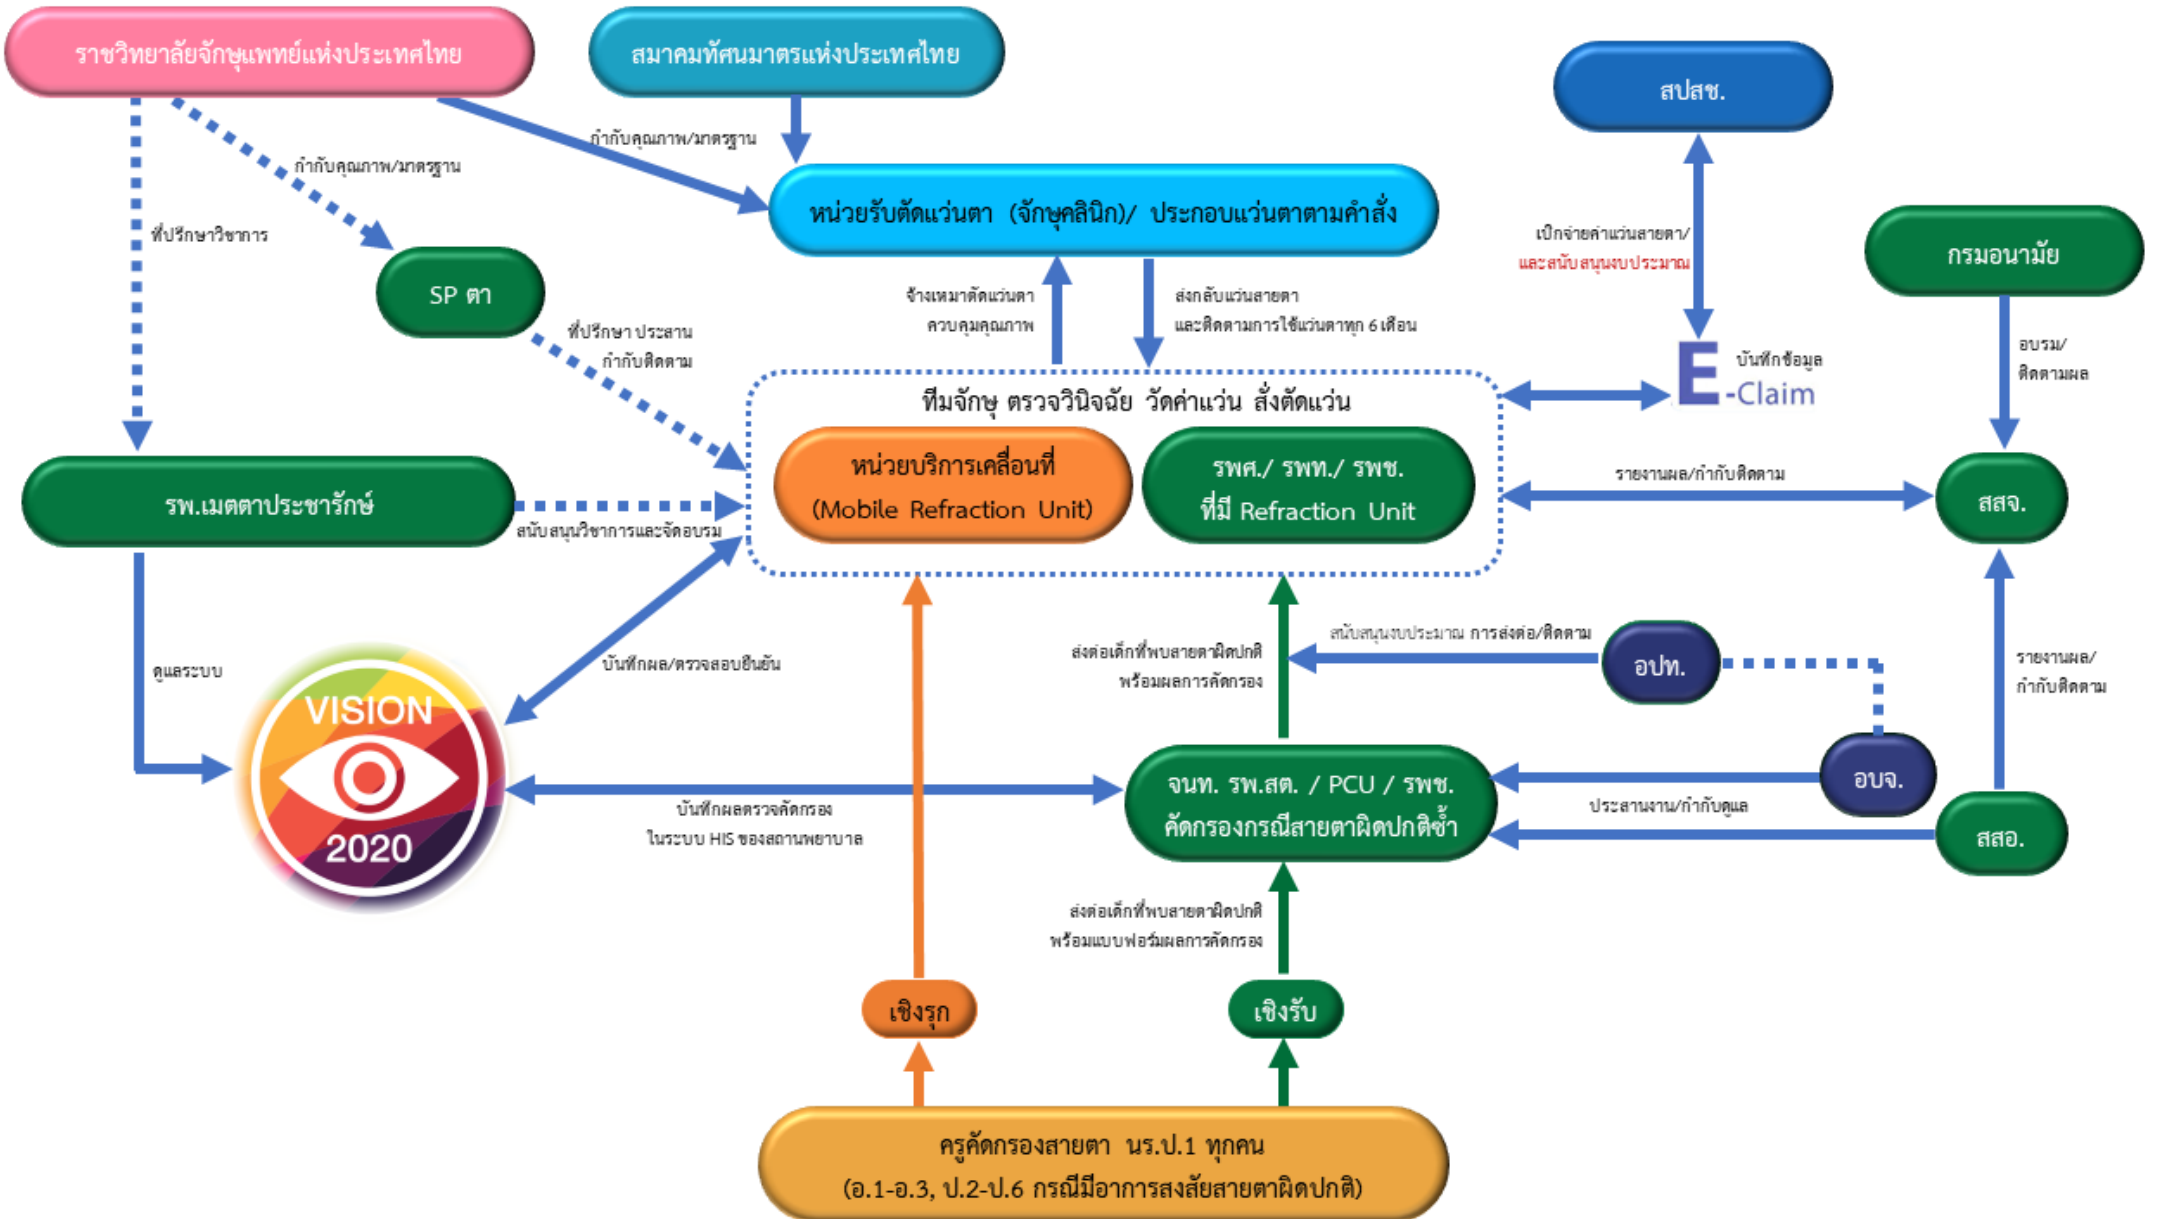 ราชวิทยาลัยจักษุแพทย์แห่งประเทศไทย
สมาคมทัศนมาตรแห่งประเทศไทย
สปสช.
กำกับคุณภาพ/มาตรฐาน
กำกับคุณภาพ/มาตรฐาน
ที่ปรึกษาวิชาการ
หน่วยรับตัดแว่นตา (จักษุคลินิก)/ ประกอบแว่นตาตามคำสั่ง
เบิกจ่ายค่าแว่นสายตา/
และสนับสนุนงบประมาณ
กรมอนามัย
SP ตา
จ้างเหมาตัดแว่นตา
ควบคุมคุณภาพ
ส่งกลับแว่นสายตา
และติดตามการใช้แว่นตาทุก 6 เดือน
ที่ปรึกษา ประสาน
กำกับติดตาม
อบรม/
ติดตามผล
E-Claim
บันทึกข้อมูล
ทีมจักษุ ตรวจวินิจฉัย วัดค่าแว่น สั่งตัดแว่น
หน่วยบริการเคลื่อนที่
(Mobile Refraction Unit)
รพศ./ รพท./ รพช.
ที่มี Refraction Unit
รายงานผล/กำกับติดตาม
สสจ.
รพ.เมตตาประชารักษ์
สนับสนุนวิชาการและจัดอบรม
ดูแลระบบ
บันทึกผล/ตรวจสอบยืนยัน
ส่งต่อเด็กที่พบสายตาผิดปกติ
พร้อมผลการคัดกรอง
สนับสนุนงบประมาณ การส่งต่อ/ติดตาม
อปท.
รายงานผล/
กำกับติดตาม
VISION
2020
บันทึกผลตรวจคัดกรอง
ในระบบ HIS ของสถานพยาบาล
จนท. รพ.สต. / PCU / รพช.
คัดกรองกรณีสายตาผิดปกติซ้ำ
อบจ.
ประสานงาน/กำกับดูแล
สสอ.
ส่งต่อเด็กที่พบสายตาผิดปกติ
พร้อมแบบฟอร์มผลการคัดกรอง
เชิงรุก
เชิงรับ
ครูคัดกรองสายตา นร.ป.1 ทุกคน
(อ.1-อ.3, ป.2-ป.6 กรณีมีอาการสงสัยสายตาผิดปกติ)